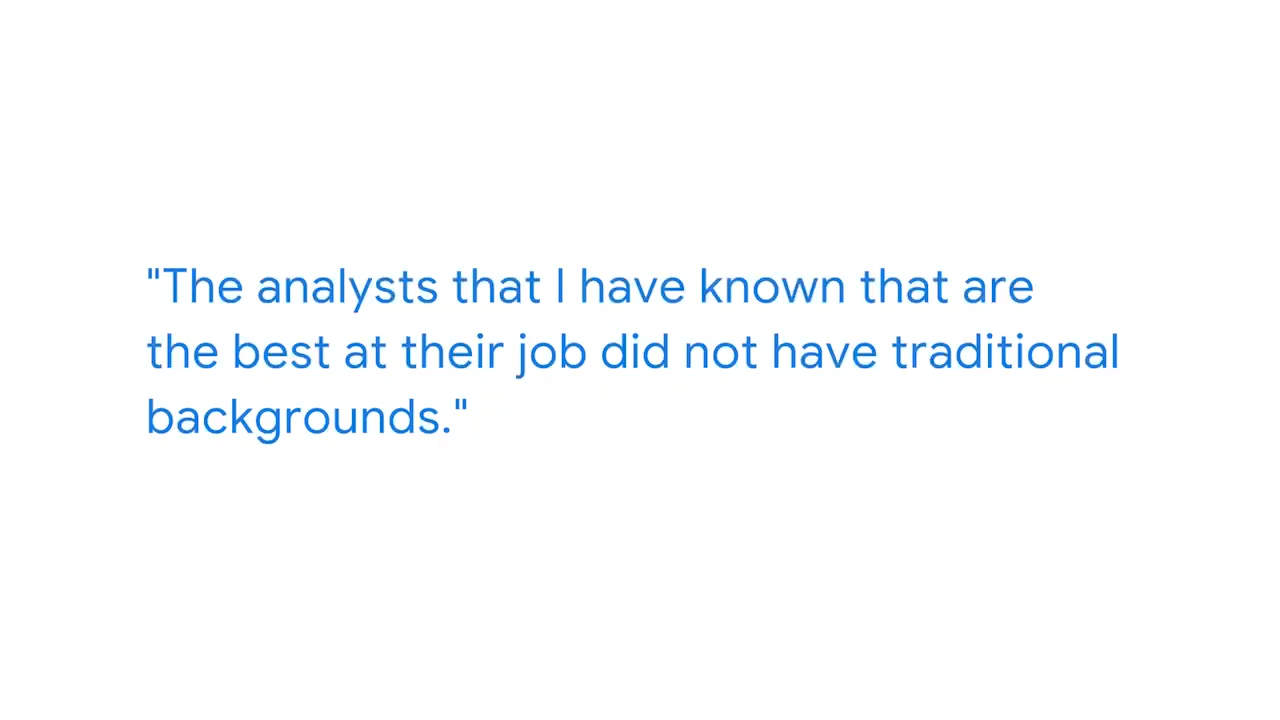 "The analysts that I have known that are
the best at their job did not have traditional
backgrounds."